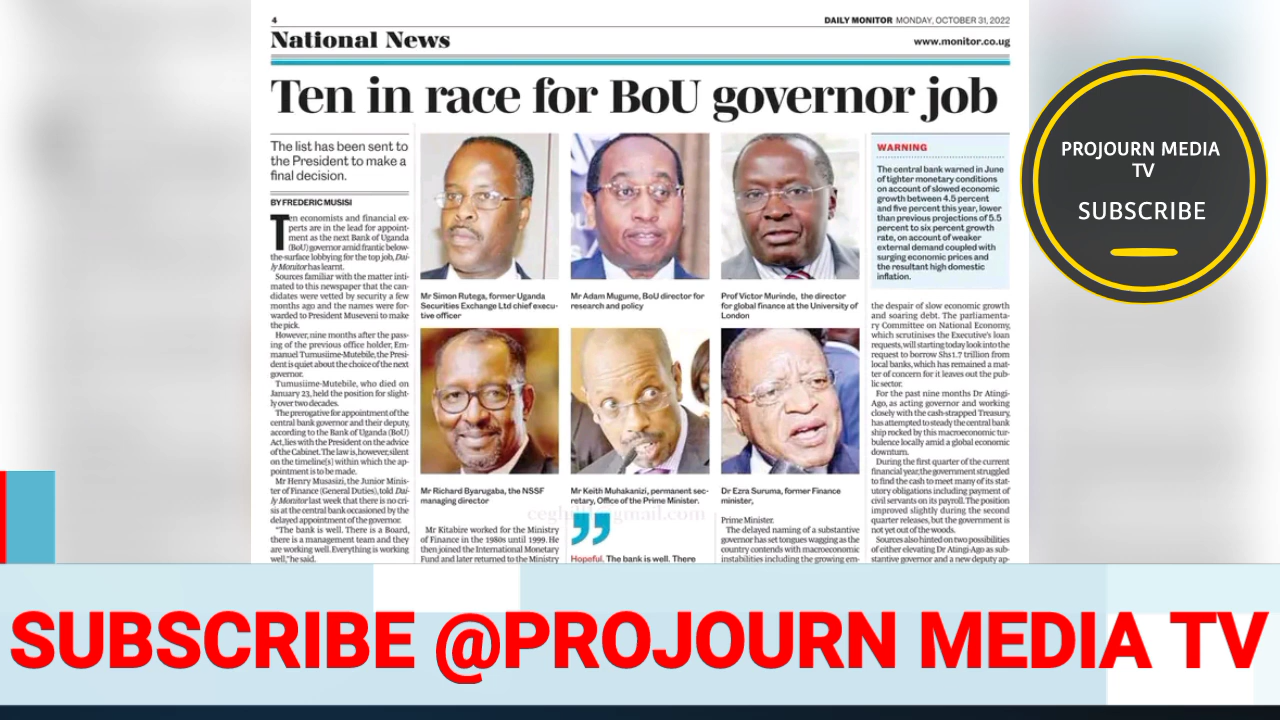 4
DAILY MONITOR MONDAY, OCTOBER 31, 2022
National News
www.monitor.co.ug
Ten in race for BoU governor job
The list has been sent to
the President to make a
final decision.
BY FREDERIC MUSISI
Ten economists and financial ex-
perts are in the lead for appoint-
ment as the next Bank of Uganda
(BoU) governor amid frantic below-
the-surface lobbying for the top job, Dai-
ly Monitor has learnt.
Sources familiar with the matter inti-
mated to this newspaper that the can-
didates were vetted by security a few
months ago and the names were for-
warded to President Museveni to make
the pick.
However, nine months after the pass-
ing of the previous office holder, Em-
manuel Tumusiime-Mutebile, the Presi-
dent is quiet about the choice of the next
governor.
Tumusiime-Mutebile, who died on
January 23, held the position for slight-
ly over two decades.
The prerogative for appointment of the
central bank governor and their deputy,
according to the Bank of Uganda (BoU)
Act, lies with the President on the advice
of the Cabinet. The law is, however, silent
on the timeline(s) within which the ap-
pointment is to be made.
Mr Henry Musasizi, the Junior Minis-
ter of Finance (General Duties), told Dai-
ly Monitor last week that there is no cri-
sis at the central bank occasioned by the
delayed appointment of the governor.
"The bank is well. There is a Board,
there is a management team and they
are working well. Everything is working
well," he said.
Mr Simon Rutega, former Uganda
Securities Exchange Ltd chief execu-
tive officer
Mr Adam Mugume, BoU director for
research and policy
Prof Victor Murinde, the director
for global finance at the University of
London
Mr Richard Byarugaba, the NSSF
managing director
Mr Keith Muhakanizi, permanent sec-
retary, Office of the Prime Minister.
Dr Ezra Suruma, former Finance
minister,
Mr Kitabire worked for the Ministry
of Finance in the 1980s until 1999. He
then joined the International Monetary
Fund and later returned to the Ministry
”
Hopeful. The bank is well. There
Prime Minister.
The delayed naming of a substantive
governor has set tongues wagging as the
country contends with macroeconomic
instabilities including the growing em-
WARNING
The central bank warned in June
of tighter monetary conditions
on account of slowed economic
growth between 4.5 percent
and five percent this year, lower
than previous projections of 5.5
percent to six percent growth
rate, on account of weaker
external demand coupled with
surging economic prices and
the resultant high domestic
inflation.
the despair of slow economic growth
and soaring debt. The parliamenta-
ry Committee on National Economy,
which scrutinises the Executive's loan
requests, will starting today look into the
request to borrow Shs1.7 trillion from
local banks, which has remained a mat-
ter of concern for it leaves out the pub-
lic sector.
For the past nine months Dr Atingi-
Ago, as acting governor and working
closely with the cash-strapped Treasury,
has attempted to steady the central bank
ship rocked by this macroeconomic tur-
bulence locally amid a global economic
downturn.
During the first quarter of the current
financial year, the government struggled
to find the cash to meet many of its stat-
utory obligations including payment of
civil servants on its payroll. The position
improved slightly during the second
quarter releases, but the government is
not yet out of the woods.
Sources also hinted on two possibilities
of either elevating Dr Atingi-Ago as sub-
stantive governor and a new deputy ap-
PROJOURN MEDIA
TV
SUBSCRIBE
SUBSCRIBE @PROJOURN MEDIA TV